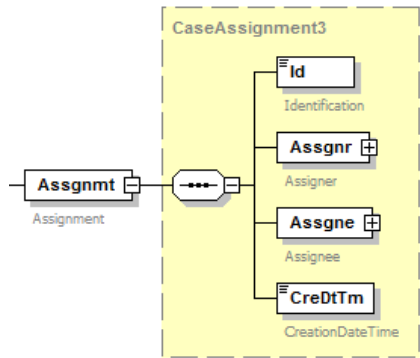 CaseAssignment3
Id
Identification
Assgnr
Assigner
Assgnmt
Assignment
Assgne
Assignee
CreDtTm
CreationDateTime